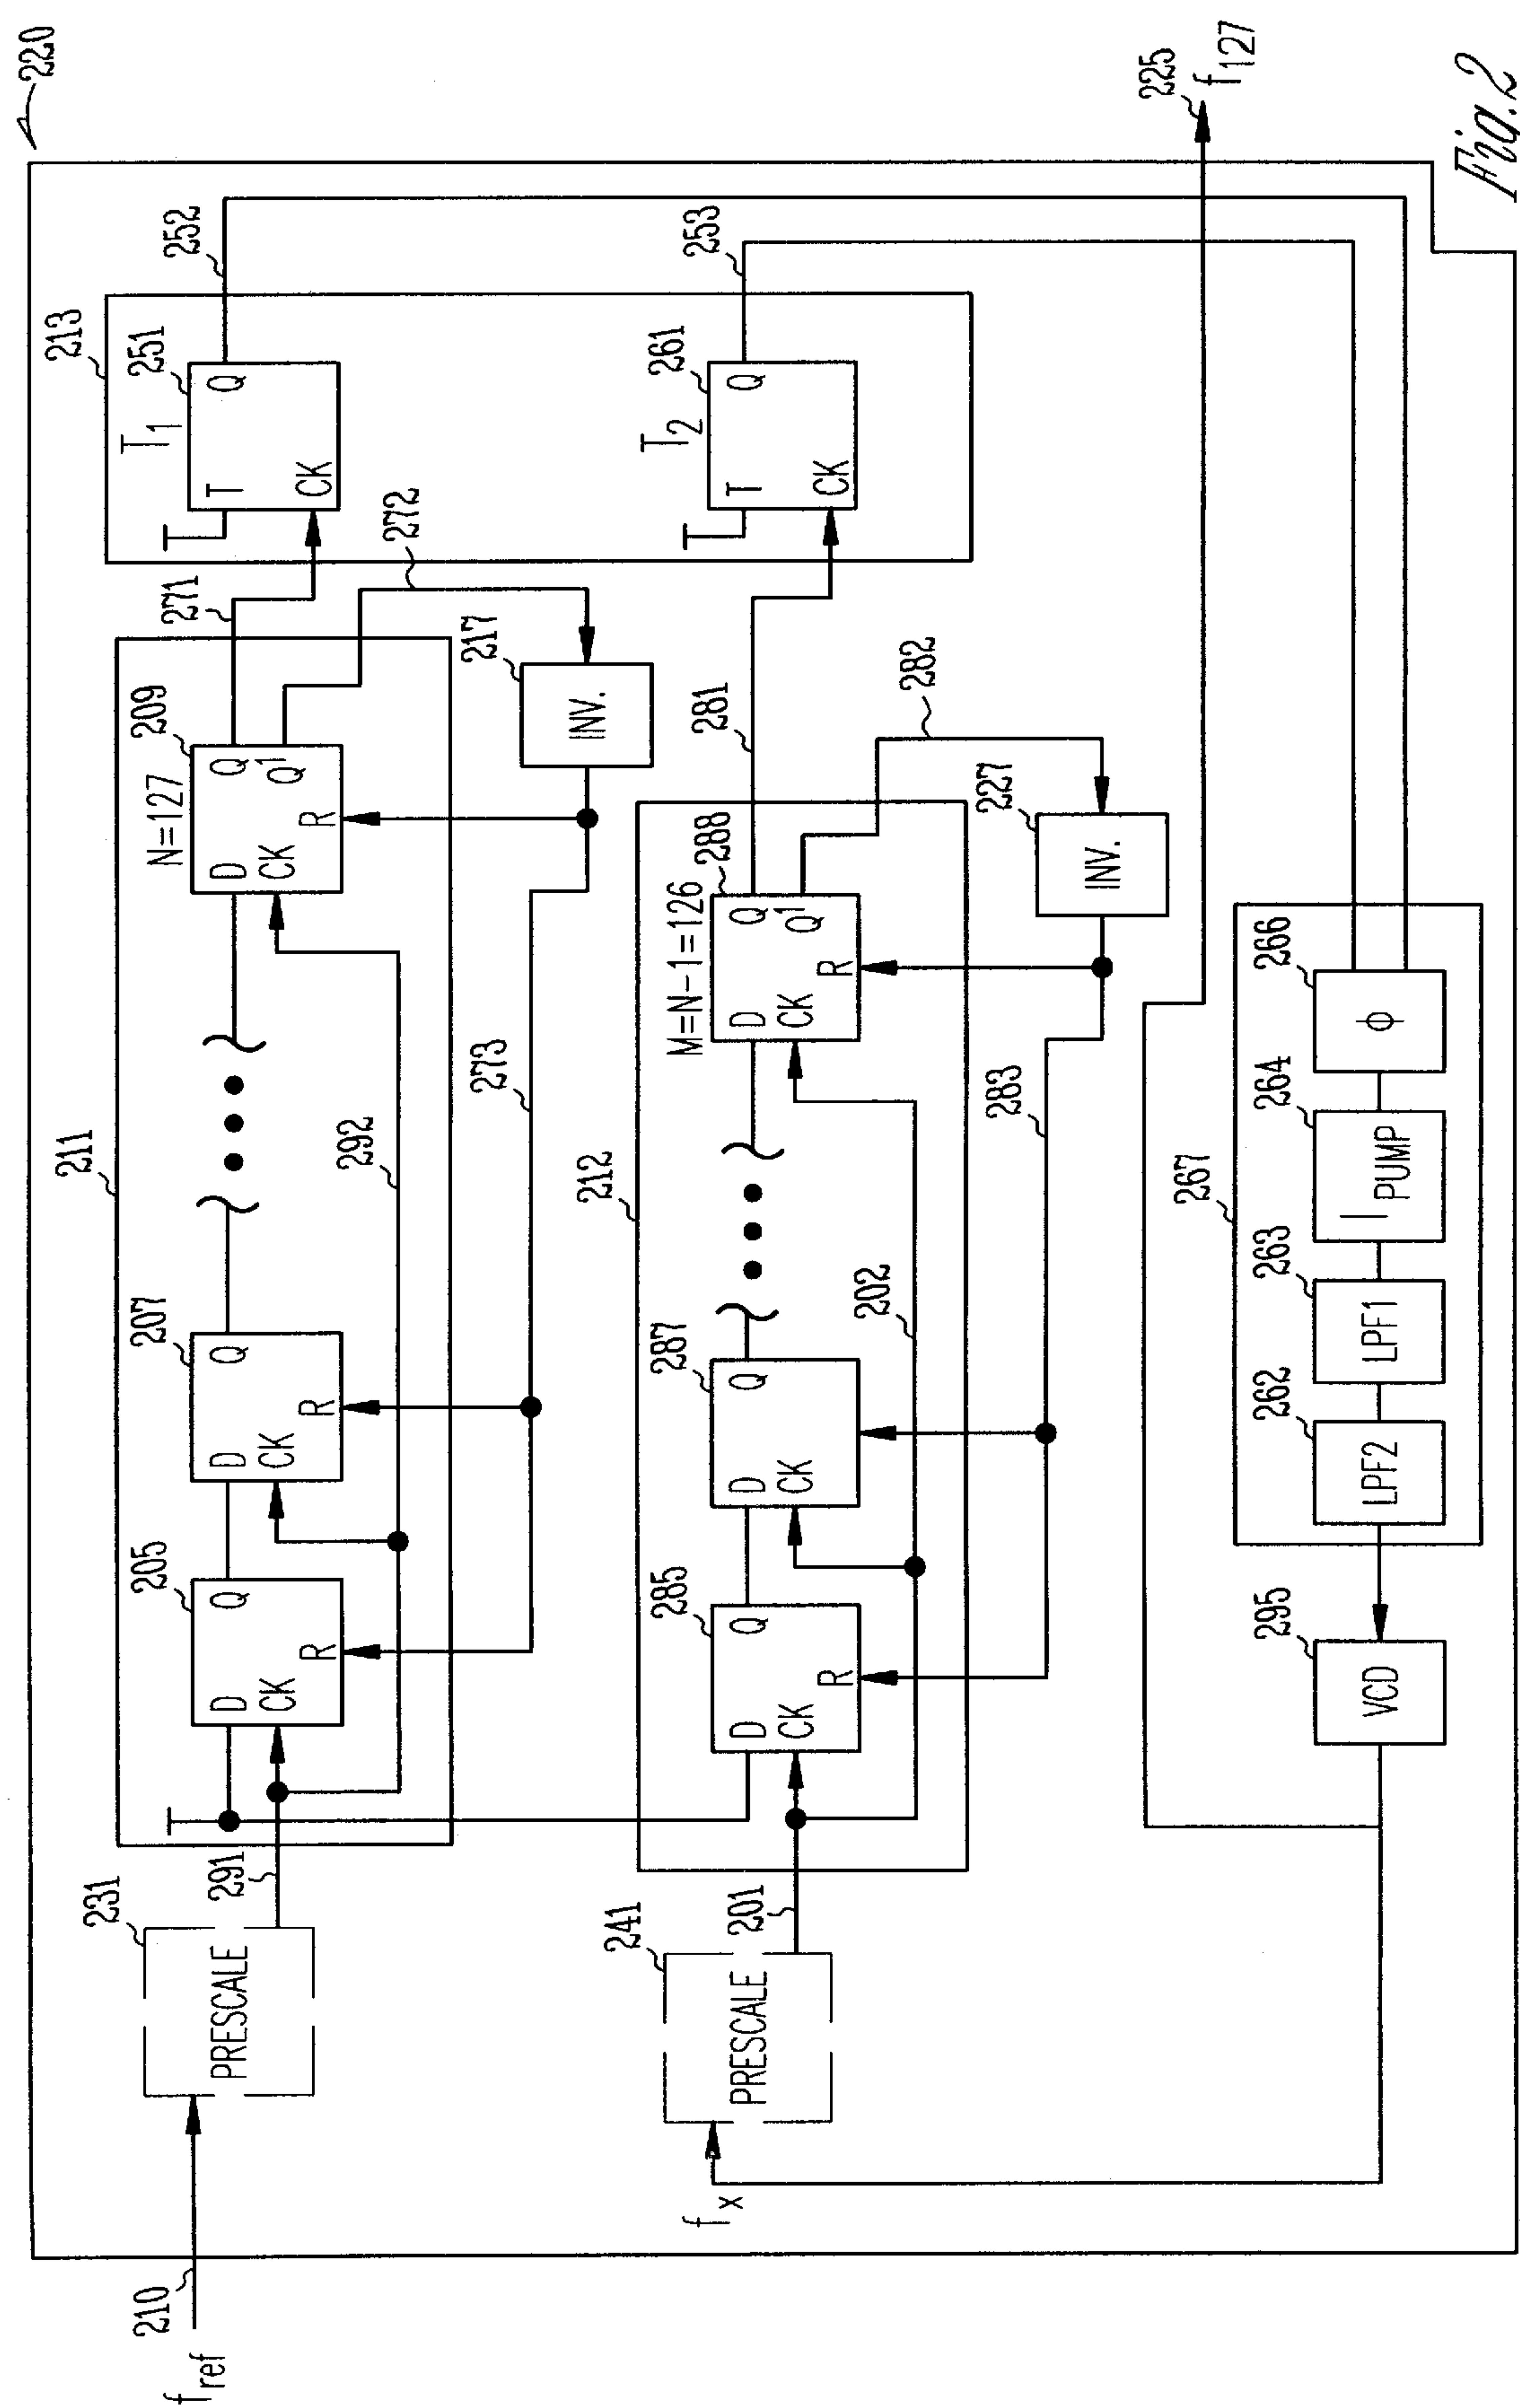 220
213
252
T1
251
T
Q
CK
271
272
211
N=127
209
D
Q
CK
Q1
R
217
INV.
207
D
Q
CK
R
205
D
Q
CK
R
292
273
231
PRESCALE
291
210
fref
253
T2
261
T
Q
CK
281
282
212
M=N-1=126
288
D
Q
CK
Q1
R
227
INV.
287
D
Q
CK
285
D
Q
CK
R
202
283
241
PRESCALE
201
fx
225
f127
267
266
ϕ
264
IPUMP
263
LPF1
262
LPF2
295
VCD
Fig.2